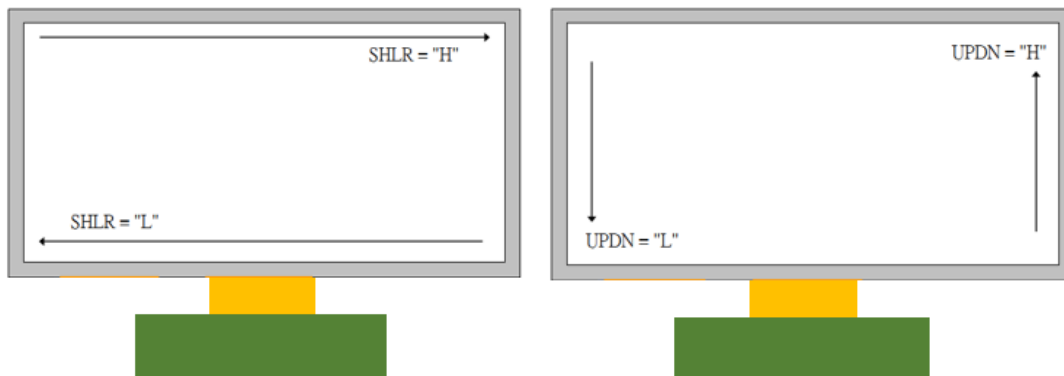 SHLR = "H"
SHLR = "L"
UPDN = "H"
UPDN = "L"